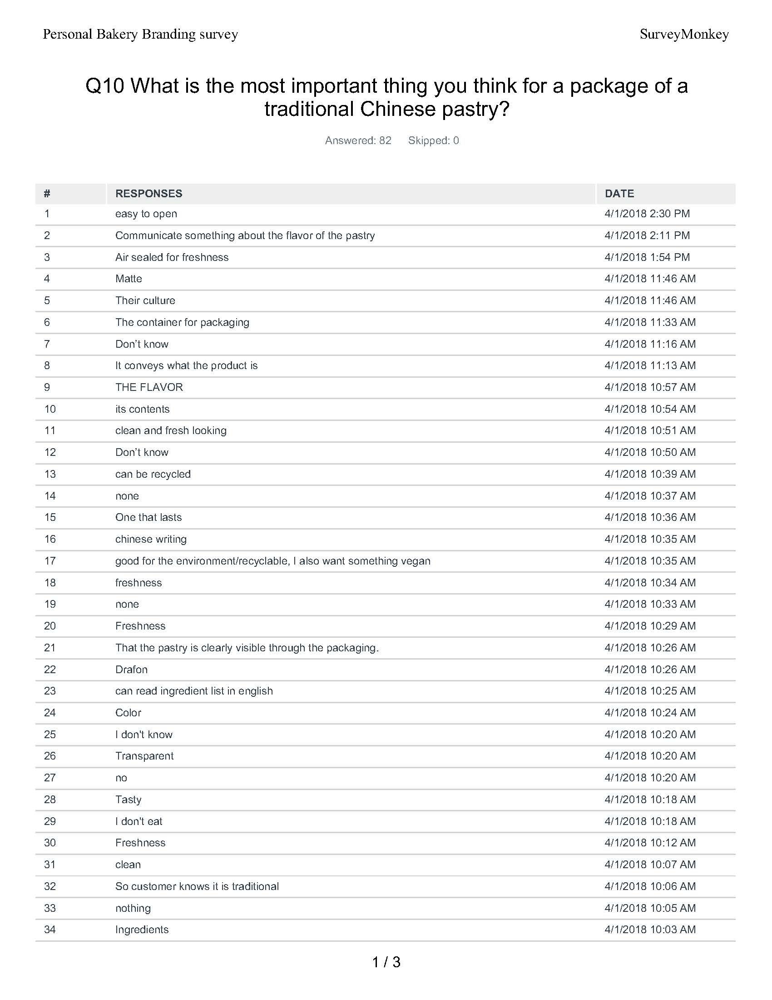 Personal Bakery Branding survey SurveyMonkey
Q10 What is the most important thing you think for a package of a
traditional Chinese pastry?
Answered: 82 Skipped: 0
# RESPONSES DATE
1 easy to open 4/1/2018 2:30 PM
2 Communicate something about the flavor of the pastry 4/1/2018 2:11 PM
3 Air sealed for freshness 4/1/2018 1:54 PM
4 Matte 4/1/2018 11:46 AM
5 Their culture 4/1/2018 11:46 AM
6 The container for packaging 4/1/2018 11:33 AM
7 Don’t know 4/1/2018 11:16 AM
8 It conveys what the product is 4/1/2018 11:13 AM
9 THE FLAVOR 4/1/2018 10:57 AM
10 its contents 4/1/2018 10:54 AM
11 clean and fresh looking 4/1/2018 10:51 AM
12 Don’t know 4/1/2018 10:50 AM
13 can be recycled 4/1/2018 10:39 AM
14 none 4/1/2018 10:37 AM
15 One that lasts 4/1/2018 10:36 AM
16 chinese writing 4/1/2018 10:35 AM
17 good for the environment/recyclable, I also want something vegan 4/1/2018 10:35 AM
18 freshness 4/1/2018 10:34 AM
19 none 4/1/2018 10:33 AM
20 Freshness 4/1/2018 10:29 AM
21 That the pastry is clearly visible through the packaging. 4/1/2018 10:26 AM
22 Drafon 4/1/2018 10:26 AM
23 can read ingredient list in english 4/1/2018 10:25 AM
24 Color 4/1/2018 10:24 AM
25 I don't know 4/1/2018 10:20 AM
26 Transparent 4/1/2018 10:20 AM
27 no 4/1/2018 10:20 AM
28 Tasty 4/1/2018 10:18 AM
29 I don't eat 4/1/2018 10:18 AM
30 Freshness 4/1/2018 10:12 AM
31 clean 4/1/2018 10:07 AM
32 So customer knows it is traditional 4/1/2018 10:06 AM
33 nothing 4/1/2018 10:05 AM
34 Ingredients 4/1/2018 10:03 AM
1 / 3